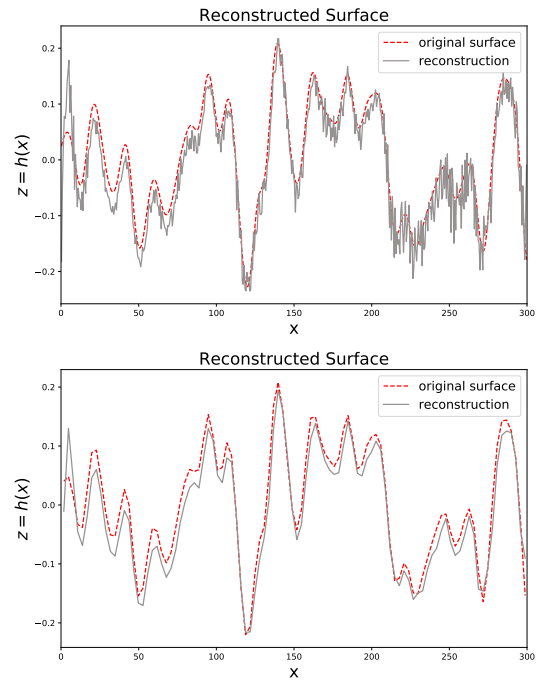 Reconstructed Surface
original surface
reconstruction
z = h(x)
0.2
0.1
0.0
−0.1
−0.2
0 50 100 150 200 250 300
x
Reconstructed Surface
original surface
reconstruction
z = h(x)
0.2
0.1
0.0
−0.1
−0.2
0 50 100 150 200 250 300
x